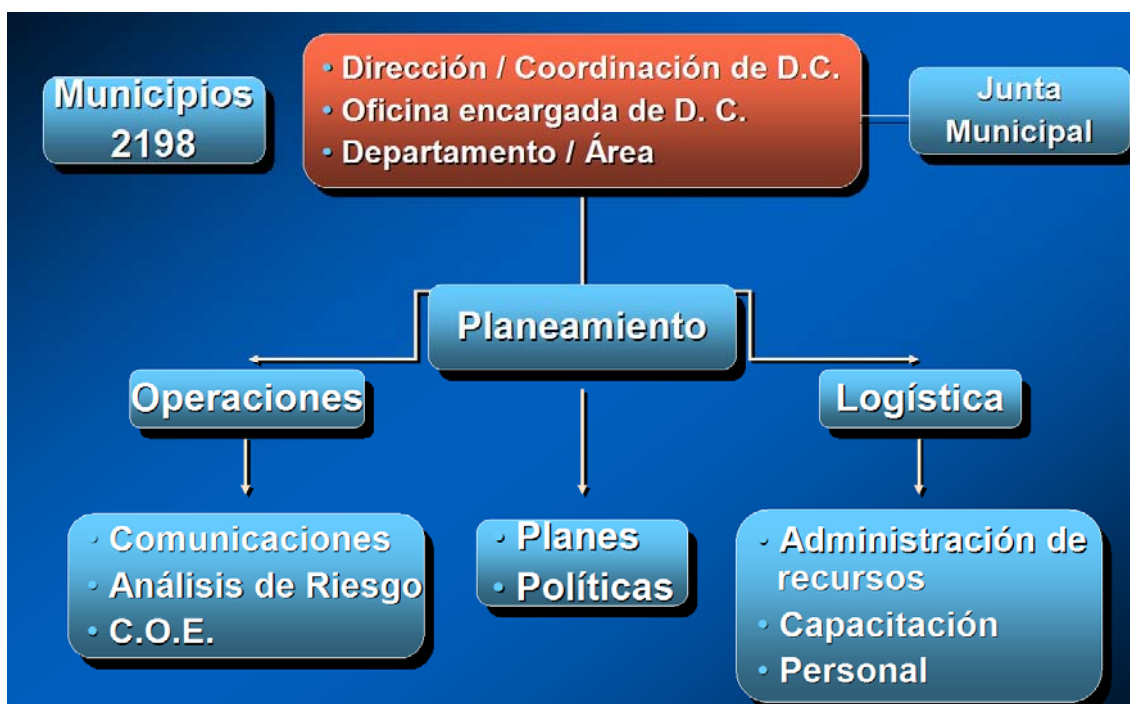 Municipios
2198
• Dirección / Coordinación de D.C.
• Oficina encargada de D. C.
• Departamento / Área
Junta
Municipal
Planeamiento
Operaciones
Logística
• Comunicaciones
• Análisis de Riesgo
• C.O.E.
• Planes
• Políticas
• Administración de
recursos
• Capacitación
• Personal